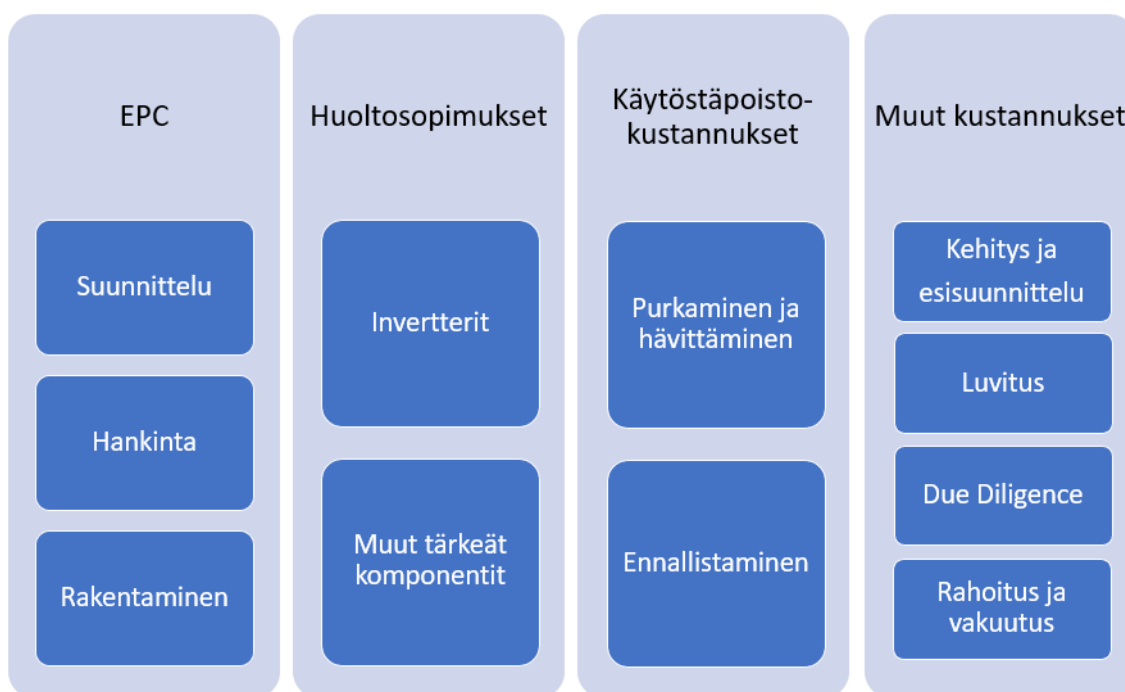 EPC
Suunnittelu
Hankinta
Rakentaminen
Huoltosopimukset
Invertterit
Muut tärkeät
komponentit
Käytöstäpoisto-
kustannukset
Purkaminen ja
hävittäminen
Ennallistaminen
Muut kustannukset
Kehitys ja
esisuunnittelu
Luvitus
Due Diligence
Rahoitus ja
vakuutus